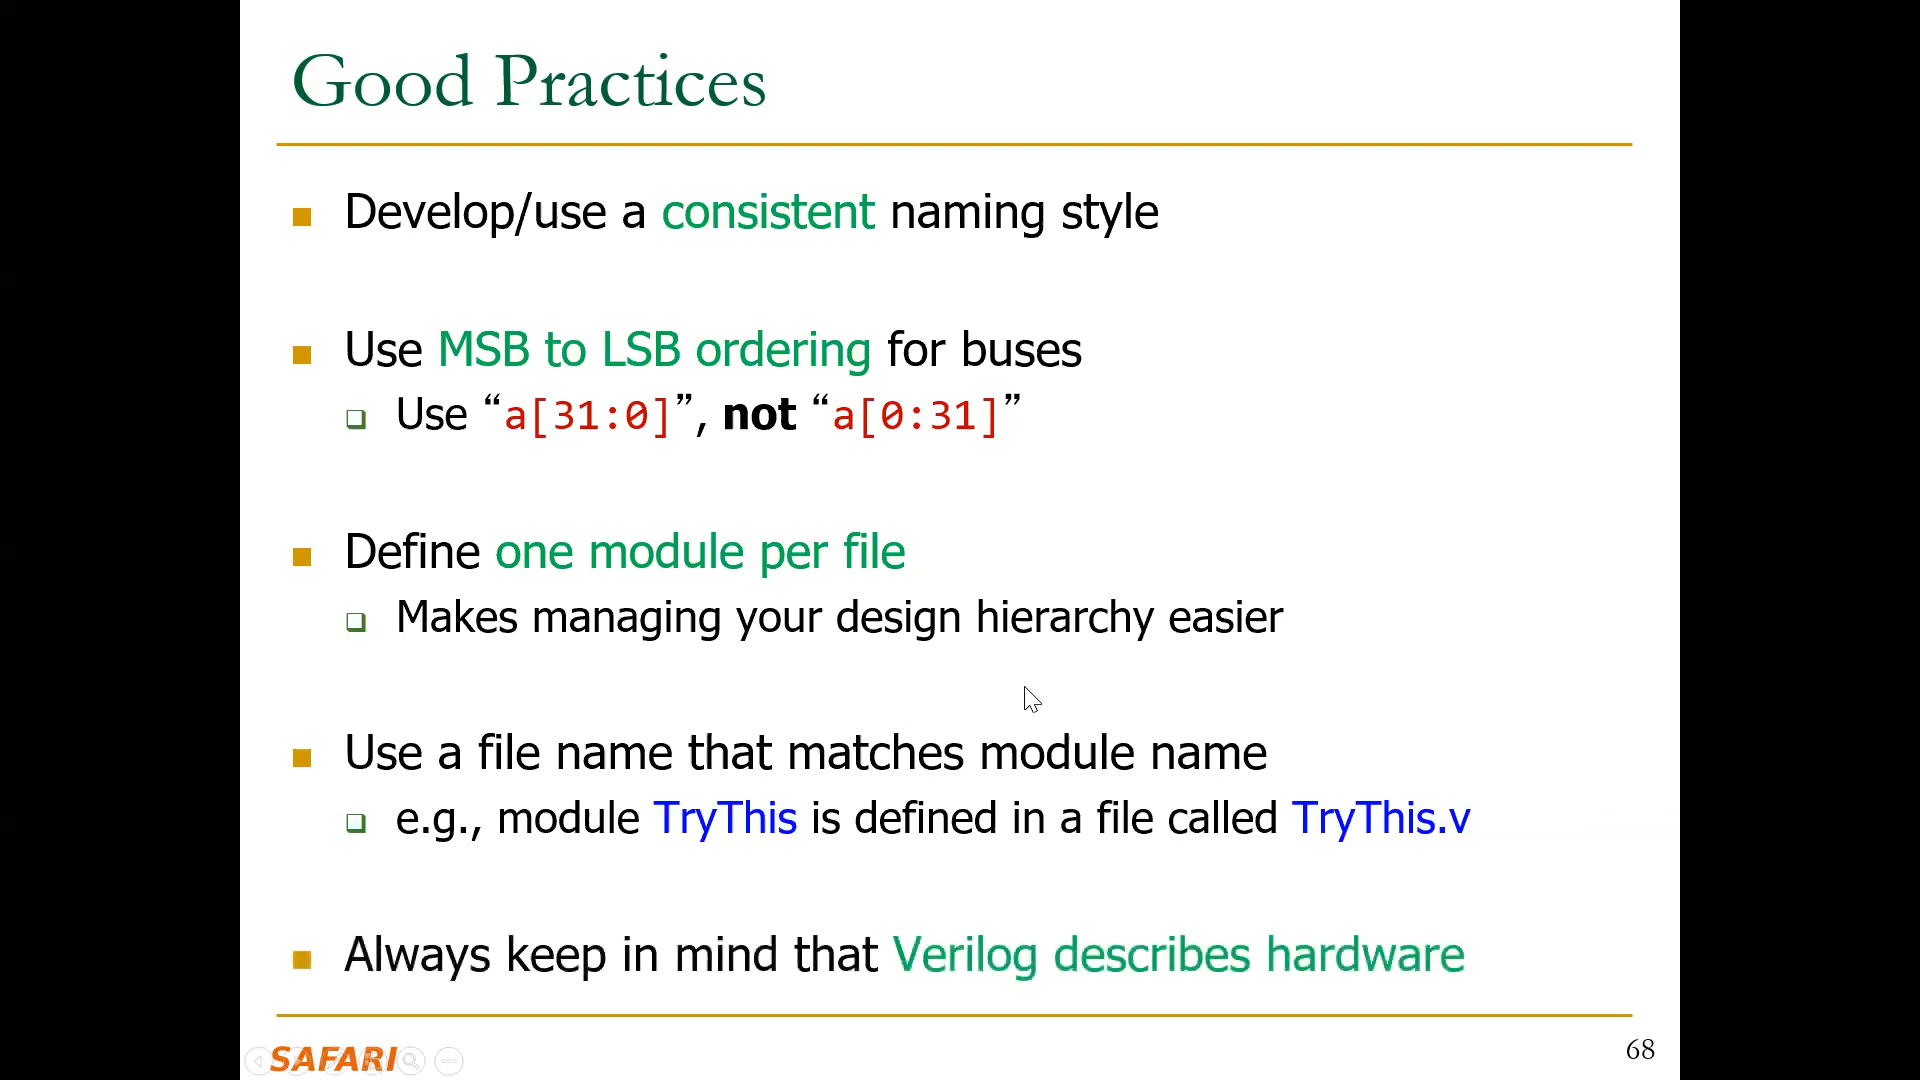 Good Practices
Develop/use a consistent naming style
Use MSB to LSB ordering for buses
Use “a[31:0]”, not “a[0:31]”
Define one module per file
Makes managing your design hierarchy easier
Use a file name that matches module name
e.g., module TryThis is defined in a file called TryThis.v
Always keep in mind that Verilog describes hardware
SAFARI
68